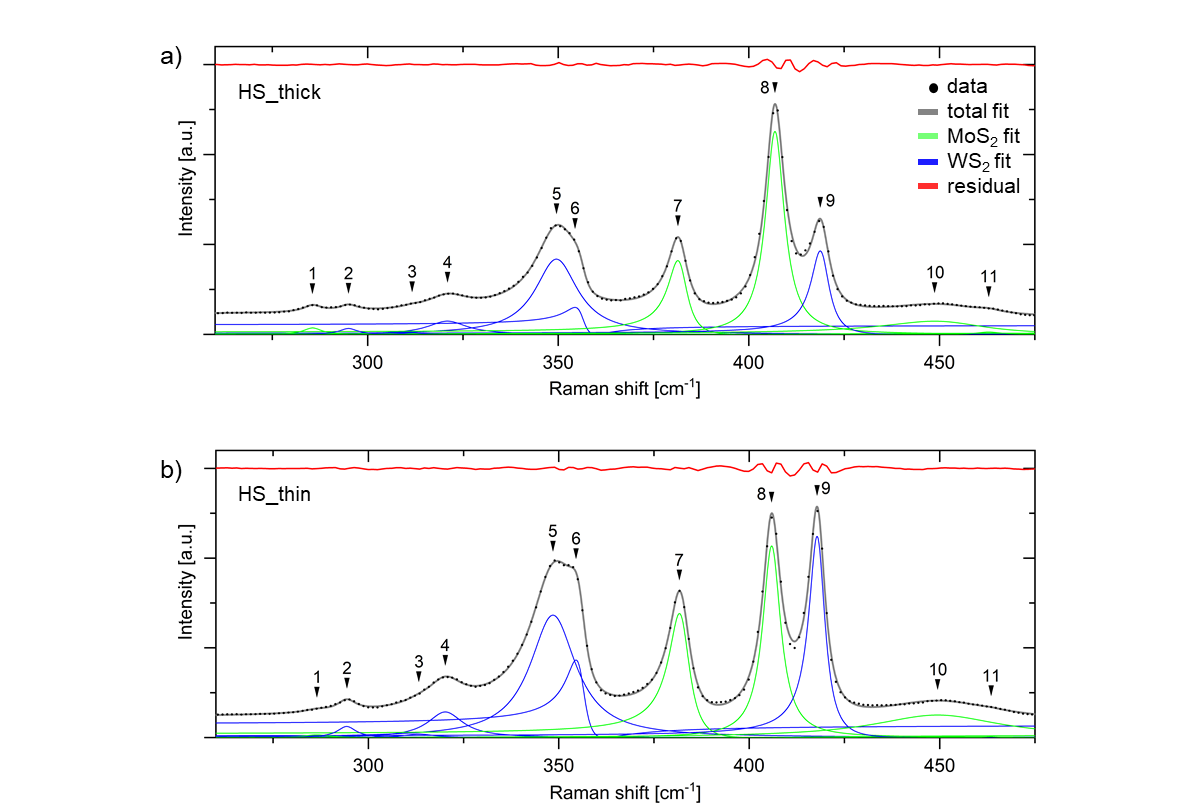 a)
HS_thick
data
total fit
MoS2 fit
WS2 fit
residual
1 2 3 4 5 6 7 8 9 10 11
Intensity [a.u.]
300 350 400 450
Raman shift [cm-1]
b)
HS_thin
1 2 3 4 5 6 7 8 9 10 11
Intensity [a.u.]
300 350 400 450
Raman shift [cm-1]